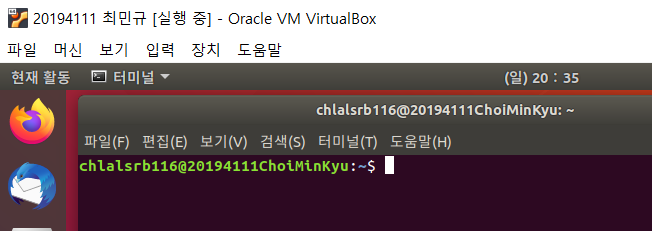 20194111 최민규 [실행 중] - Oracle VM VirtualBox
파일 머신 보기 입력 장치 도움말
현재 활동 터미널 (일) 20 : 35
chlalsrb116@20194111ChoiMinKyu: ~
파일(F) 편집(E) 보기(V) 검색(S) 터미널(T) 도움말(H)
chlalsrb116@20194111ChoiMinKyu:~$